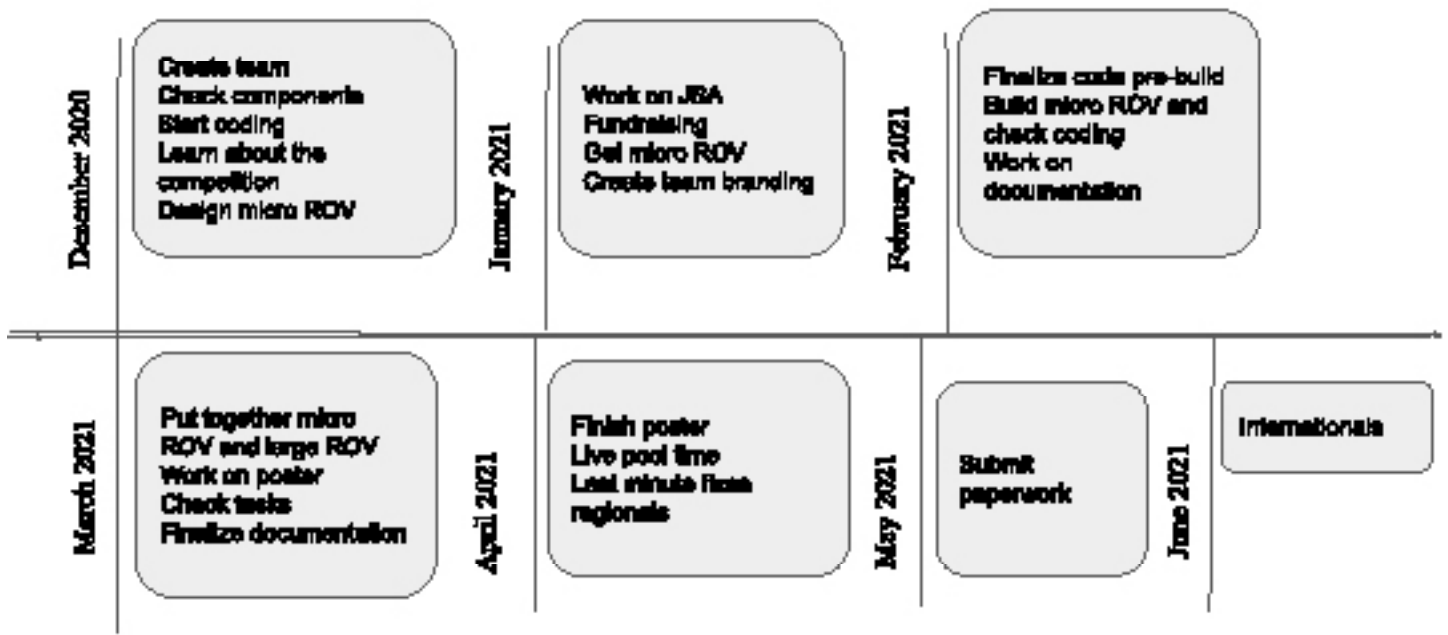 December 2020
Create team
Check components
Start coding
Learn about the
competition
Design micro ROV
January 2021
Work on JSA
Fundraising
Get micro ROV
Create team branding
February 2021
Finalize code pre-build
Build micro ROV and
check coding
Work on
documentation
March 2021
Put together micro
ROV and large ROV
Work on poster
Check tasks
Finalize documentation
April 2021
Finish poster
Live pool time
Last minute fixes
regionals
May 2021
Submit
paperwork
June 2021
Internationals